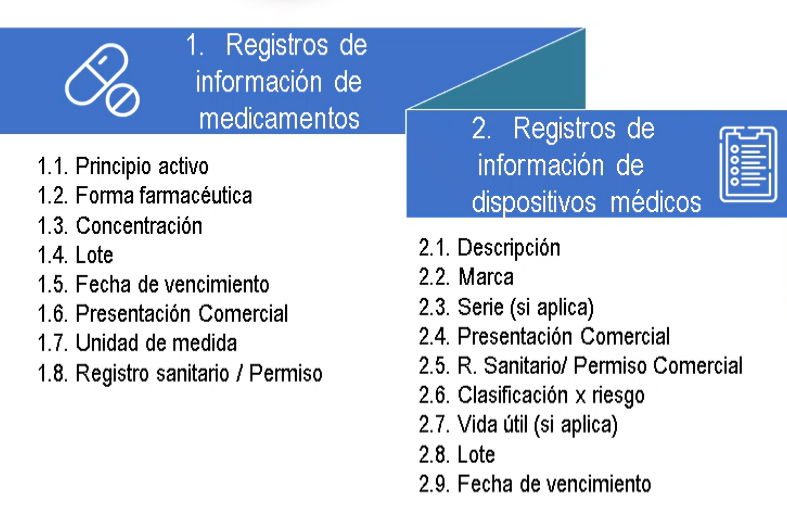 1. Registros de
información de
medicamentos
1.1. Principio activo
1.2. Forma farmacéutica
1.3. Concentración
1.4. Lote
1.5. Fecha de vencimiento
1.6. Presentación Comercial
1.7. Unidad de medida
1.8. Registro sanitario / Permiso
2. Registros de
información de
dispositivos médicos
2.1. Descripción
2.2. Marca
2.3. Serie (si aplica)
2.4. Presentación Comercial
2.5. R. Sanitario/ Permiso Comercial
2.6. Clasificación x riesgo
2.7. Vida útil (si aplica)
2.8. Lote
2.9. Fecha de vencimiento